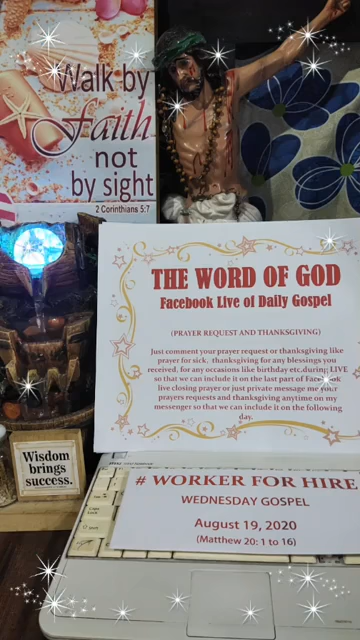 Walk by
Faith
not
by sight
2 Corinthians 5:7
THE WORD OF GOD
Facebook Live of Daily Gospel
(PRAYER REQUEST AND THANKSGIVING)
Just comment your prayer request or thanksgiving like
prayer for sick, thanksgiving for any blessings you
received, for any occasions like birthday etc.during LIVE
so that we can include it on the last part of Facebook
live closing prayer or just private message me your
prayers requests and thanksgiving anytime on my
messenger so that we can include it on the following
day.
Wisdom
brings
success.
# WORKER FOR HIRE
WEDNESDAY GOSPEL
August 19, 2020
(Matthew 20: 1 to 16)
Caps
Lock